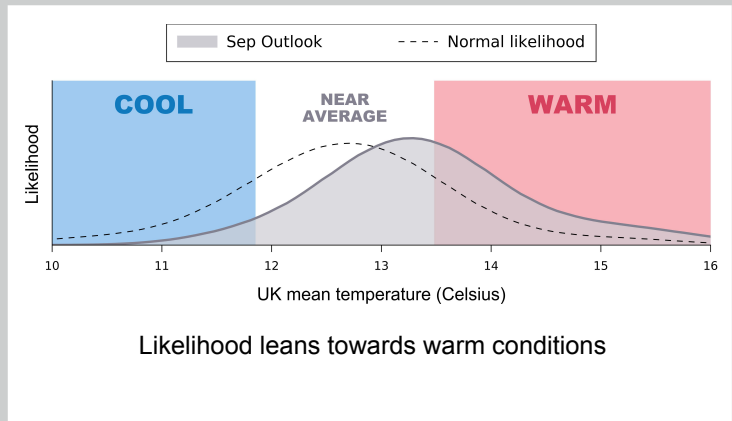 Sep Outlook
Normal likelihood
COOL
NEAR
AVERAGE
WARM
Likelihood
10 11 12 13 14 15 16
UK mean temperature (Celsius)
Likelihood leans towards warm conditions